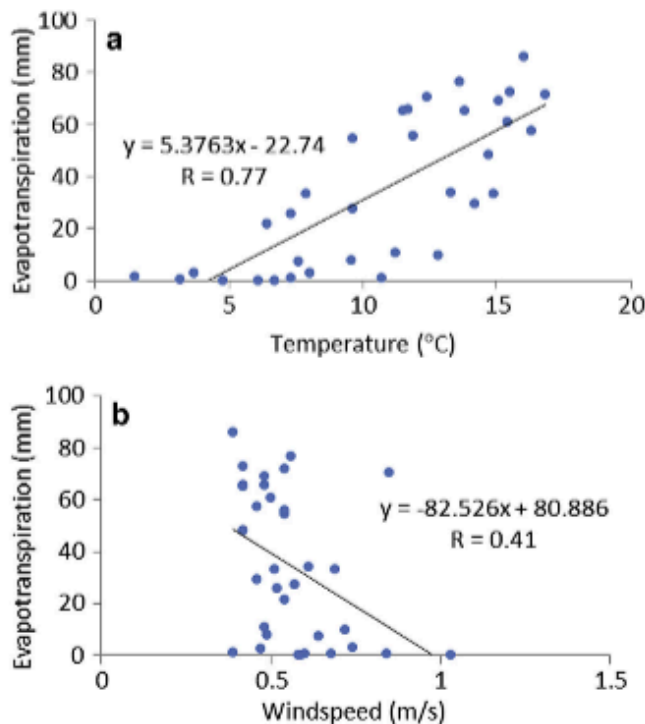 a
Evapotranspiration (mm)
100
80
60
40
20
0
y = 5.3763x - 22.74
R = 0.77
0 5 10 15 20
Temperature (°C)
b
Evapotranspiration (mm)
100
80
60
40
20
0
y = -82.526x + 80.886
R = 0.41
0 0.5 1 1.5
Windspeed (m/s)